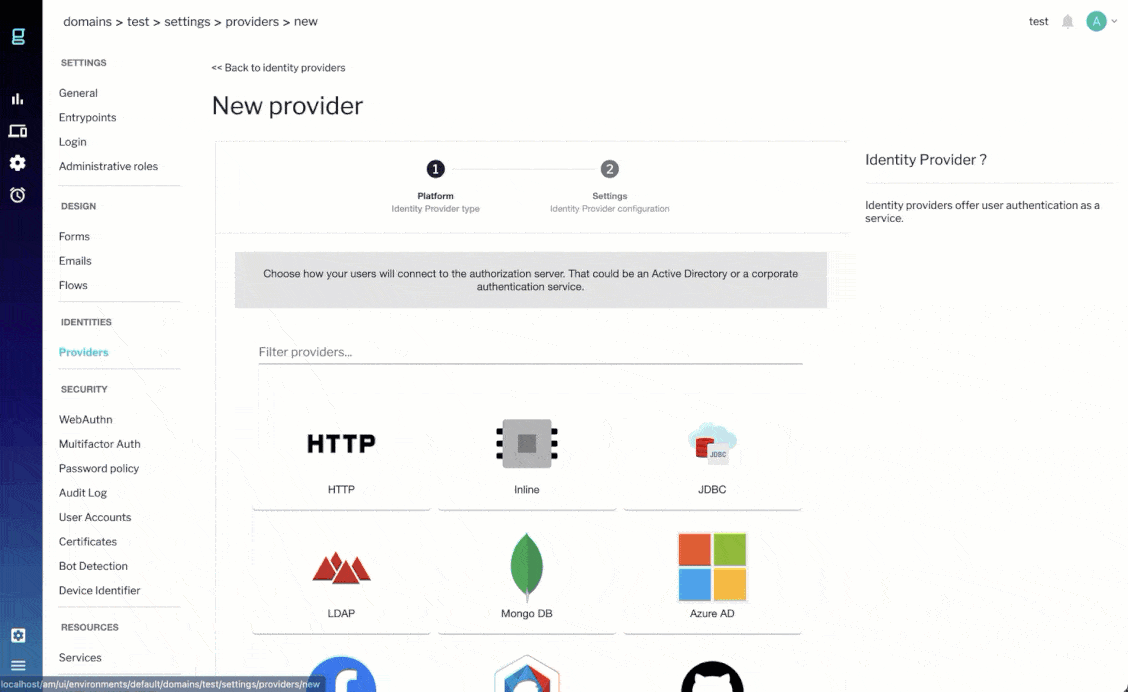 domains > test > settings > providers > new
test
A
SETTINGS
General
Entrypoints
Login
Administrative roles
DESIGN
Forms
Emails
Flows
IDENTITIES
Providers
SECURITY
WebAuthn
Multifactor Auth
Password policy
Audit Log
User Accounts
Certificates
Bot Detection
Device Identifier
RESOURCES
Services
<< Back to identity providers
New provider
1
Platform
Identity Provider type
2
Settings
Identity Provider configuration
Choose how your users will connect to the authorization server. That could be an Active Directory or a corporate
authentication service.
Filter providers...
HTTP
HTTP
Inline
JDBC
JDBC
LDAP
Mongo DB
Azure AD
Identity Provider ?
Identity providers offer user authentication as a
service.
localhost/am/ui/environments/default/domains/test/settings/providers/new